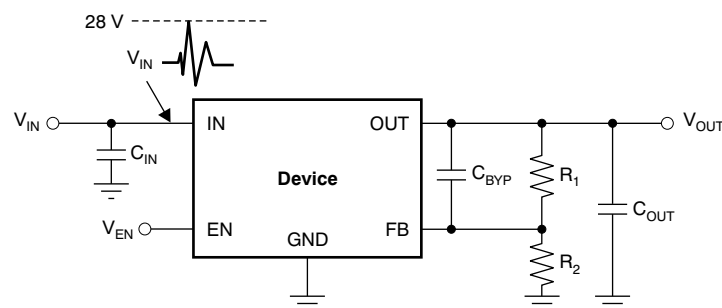 28 V
V_IN
V_IN
IN
OUT
V_OUT
C_IN
Device
C_BYP
R_1
C_OUT
V_EN
EN
GND
FB
R_2